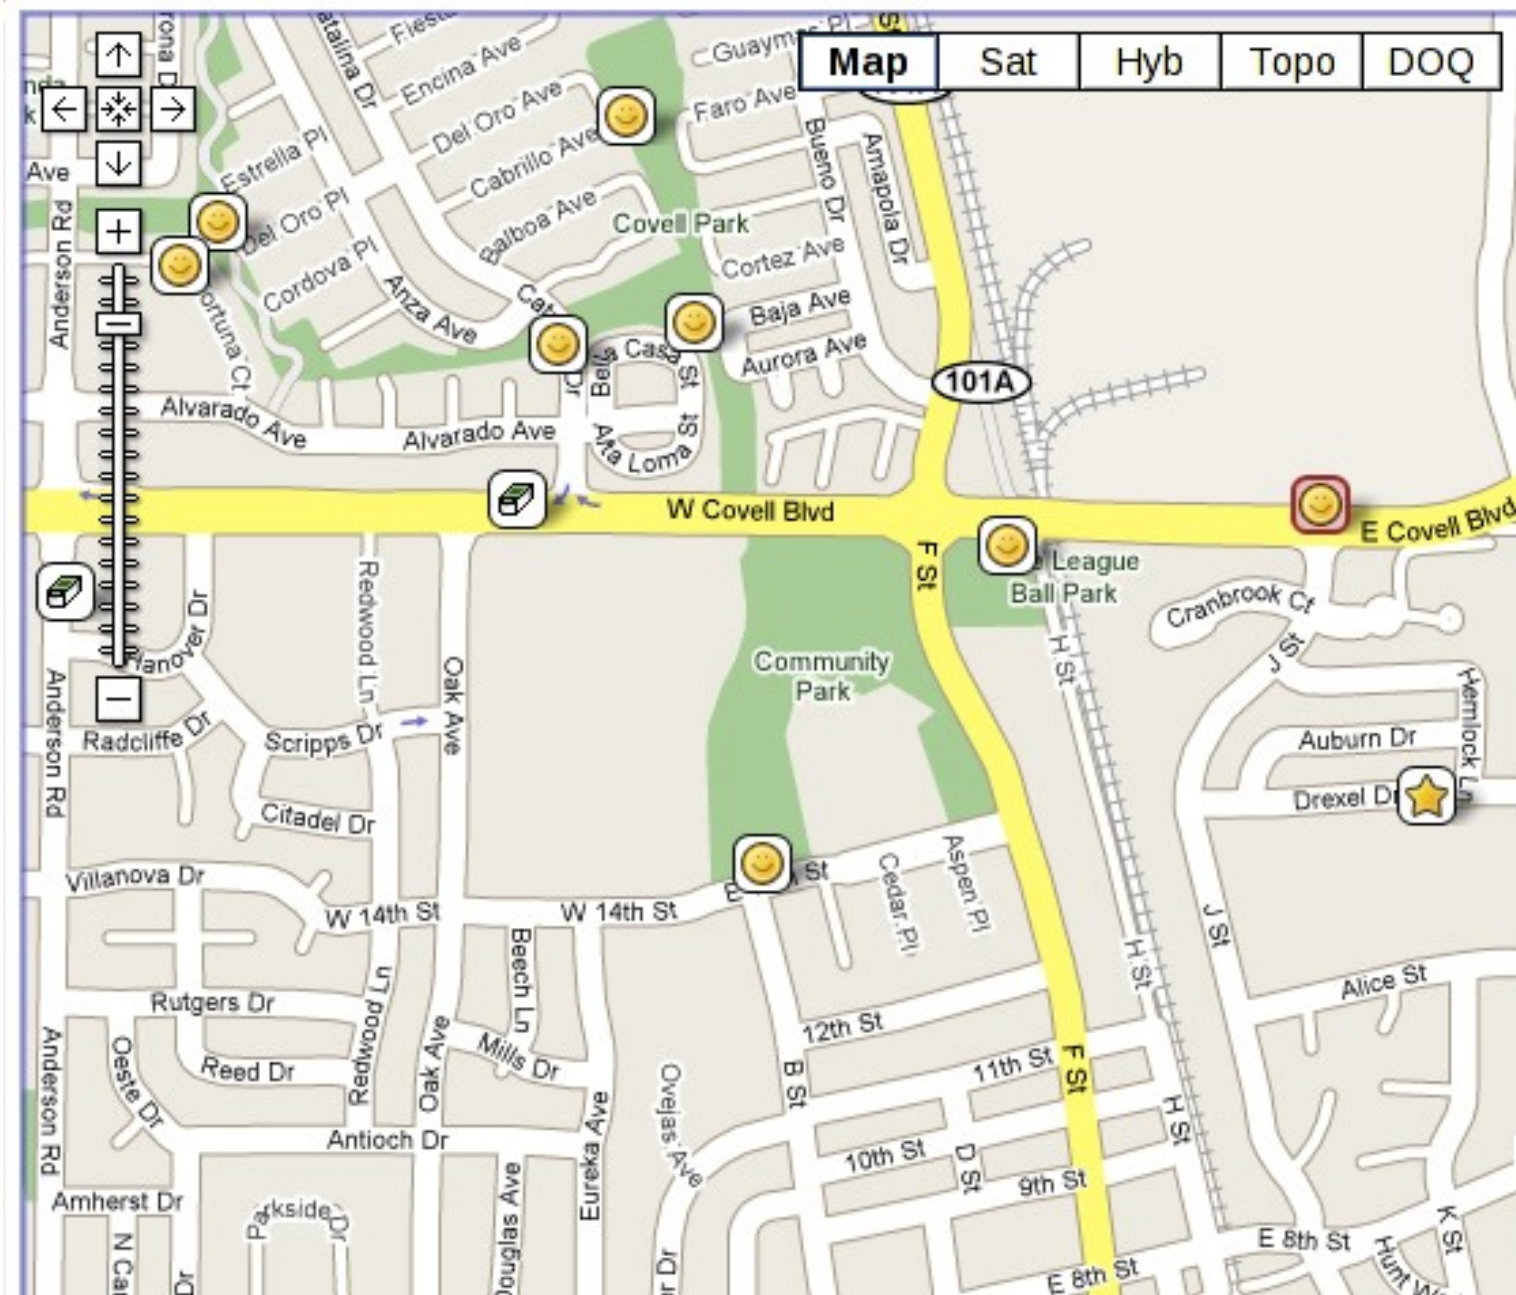 Map
Sat
Hyb
Topo
DOQ
Encina Ave
Guaymas Pl
Del Oro Ave
Faro Ave
Cabrillo Ave
Bueno Dr
Amapola Dr
Ave
Estrella Pl
Anderson Rd
Del Oro Pl
Balboa Ave
Covell Park
Cordova Pl
Cortez Ave
Anza Ave
Baja Ave
Aurora Ave
Casa
St
Dr
101A
Alvarado Ave
Alvarado Ave
Alta Loma St
W Covell Blvd
E Covell Blvd
F St
League
Ball Park
Redwood Ln
Hanover Dr
Cranbrook Ct
H St
J St
Community
Park
Oak Ave
Anderson Rd
Radcliffe Dr
Scripps Dr
Hemlock Ln
Auburn Dr
Drexel Dr
Citadel Dr
Villanova Dr
St
Cedar Pl
Aspen Pl
W 14th St
W 14th St
J St
Beech Ln
H St
Alice St
Rutgers Dr
Redwood Ln
12th St
Oak Ave
Mills Dr
11th St
F St
Anderson Rd
Oeste Dr
Reed Dr
B St
Ovejas Ave
Eureka Ave
H St
Antioch Dr
10th St
D St
9th St
Amherst Dr
Parkside Dr
Douglas Ave
K St
E 8th St
E 8th St
Dr
Dr